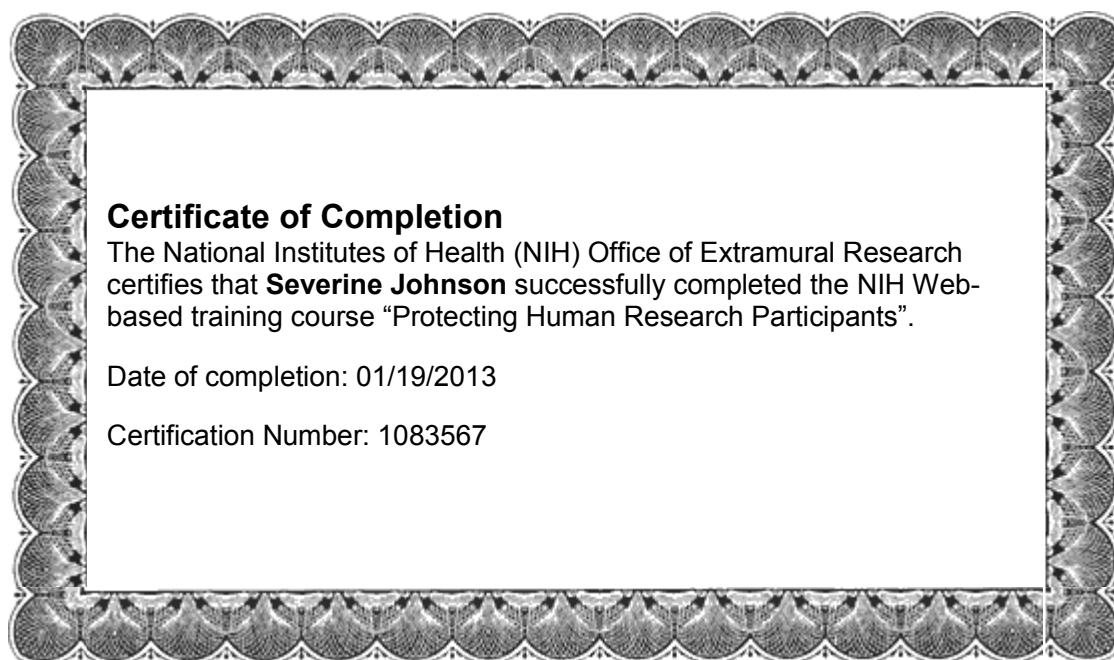 Certificate of Completion
The National Institutes of Health (NIH) Office of Extramural Research
certifies that Severine Johnson successfully completed the NIH Web-
based training course “Protecting Human Research Participants”.
Date of completion: 01/19/2013
Certification Number: 1083567